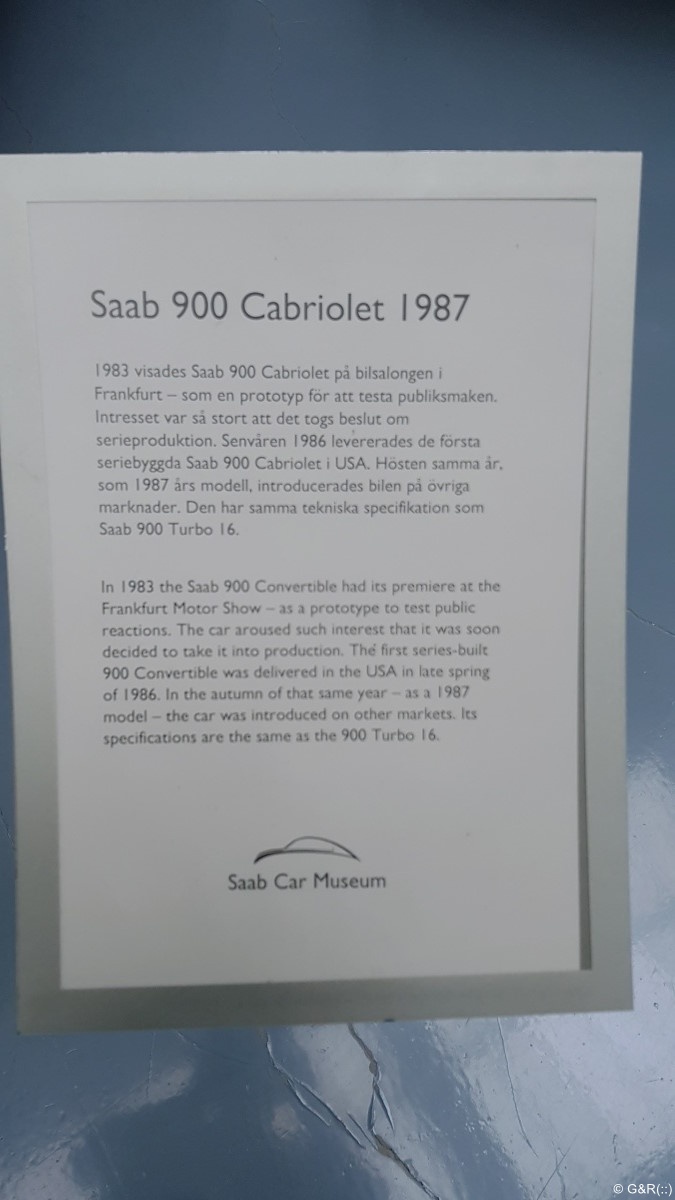 Saab 900 Cabriolet 1987
1983 visades Saab 900 Cabriolet på bilsalongen i
Frankfurt – som en prototyp för att testa publiksmaken.
Intresset var så stort att det togs beslut om
serieproduktion. Senvåren 1986 levererades de första
seriebyggda Saab 900 Cabriolet i USA. Hösten samma år,
som 1987 års modell, introducerades bilen på övriga
marknader. Den har samma tekniska specifikation som
Saab 900 Turbo 16.
In 1983 the Saab 900 Convertible had its premiere at the
Frankfurt Motor Show – as a prototype to test public
reactions. The car aroused such interest that it was soon
decided to take it into production. The first series-built
900 Convertible was delivered in the USA in late spring
of 1986. In the autumn of that same year – as a 1987
model – the car was introduced on other markets. Its
specifications are the same as the 900 Turbo 16.
Saab Car Museum
© G&R(::)